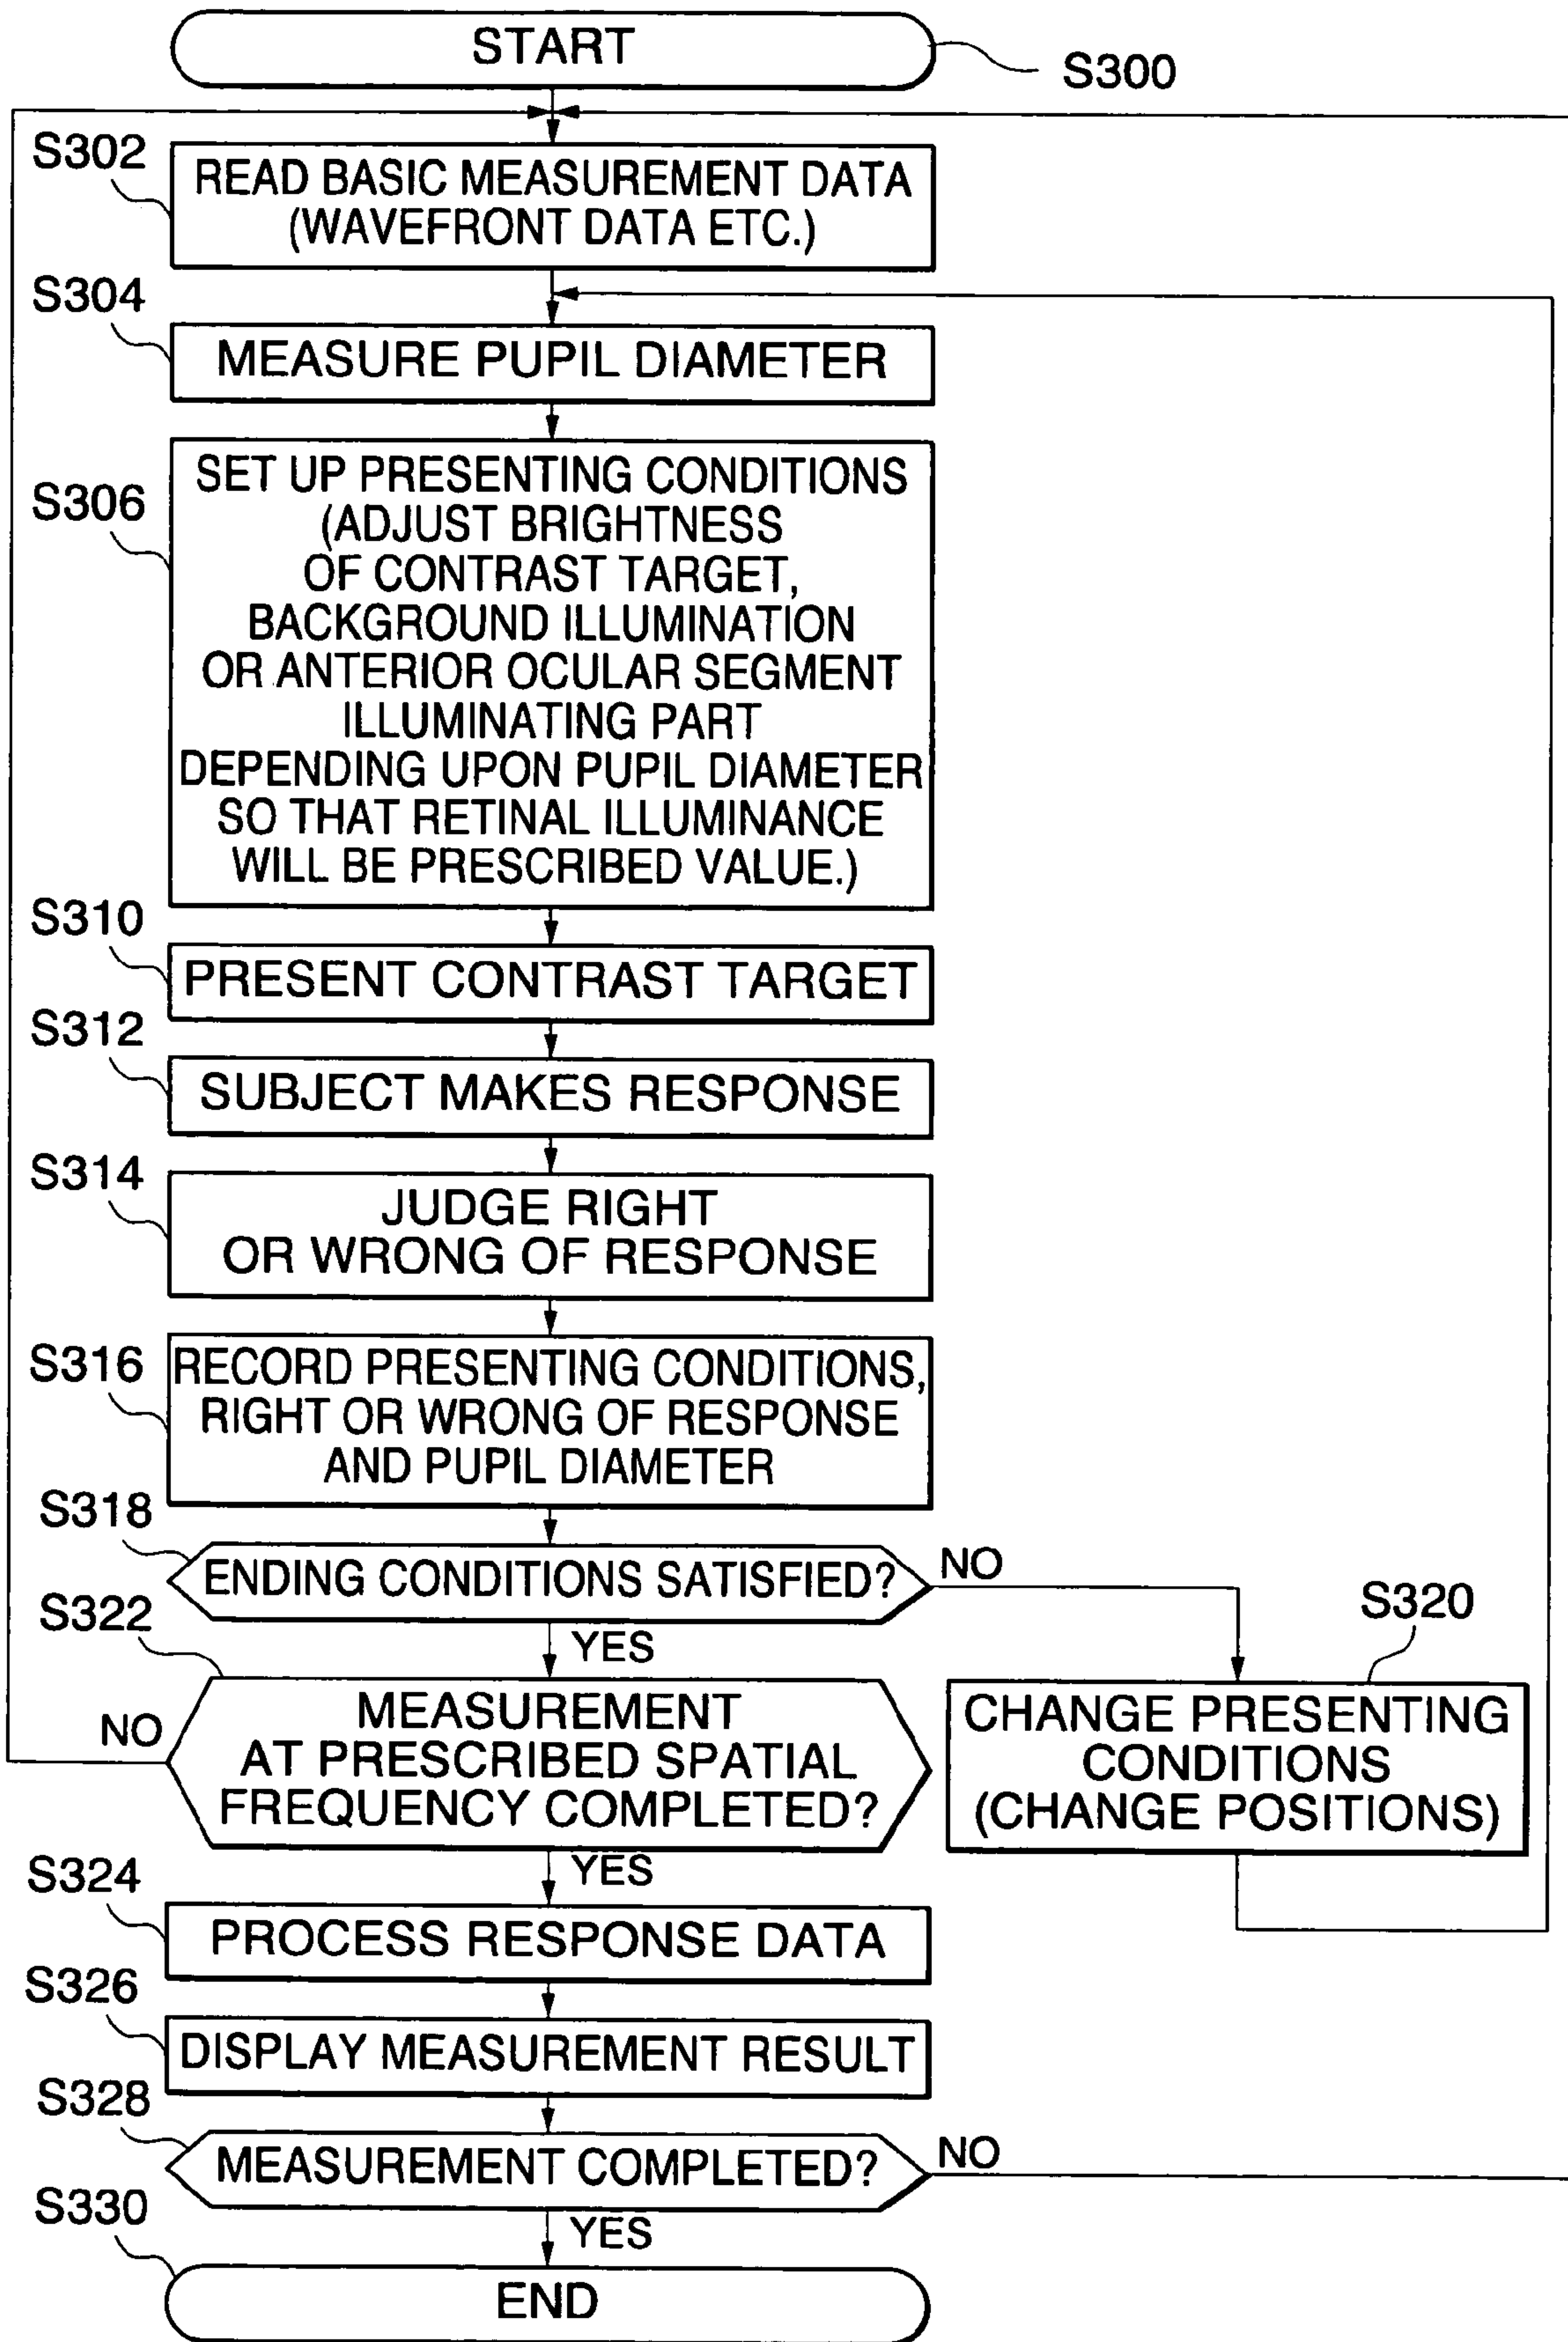 START
S300
S302
READ BASIC MEASUREMENT DATA
(WAVEFRONT DATA ETC.)
S304
MEASURE PUPIL DIAMETER
S306
SET UP PRESENTING CONDITIONS
(ADJUST BRIGHTNESS
OF CONTRAST TARGET,
BACKGROUND ILLUMINATION
OR ANTERIOR OCULAR SEGMENT
ILLUMINATING PART
DEPENDING UPON PUPIL DIAMETER
SO THAT RETINAL ILLUMINANCE
WILL BE PRESCRIBED VALUE.)
S310
PRESENT CONTRAST TARGET
S312
SUBJECT MAKES RESPONSE
S314
JUDGE RIGHT
OR WRONG OF RESPONSE
S316
RECORD PRESENTING CONDITIONS,
RIGHT OR WRONG OF RESPONSE
AND PUPIL DIAMETER
S318
ENDING CONDITIONS SATISFIED?
NO
YES
S320
CHANGE PRESENTING
CONDITIONS
(CHANGE POSITIONS)
S322
NO
MEASUREMENT
AT PRESCRIBED SPATIAL
FREQUENCY COMPLETED?
YES
S324
PROCESS RESPONSE DATA
S326
DISPLAY MEASUREMENT RESULT
S328
MEASUREMENT COMPLETED?
NO
YES
S330
END